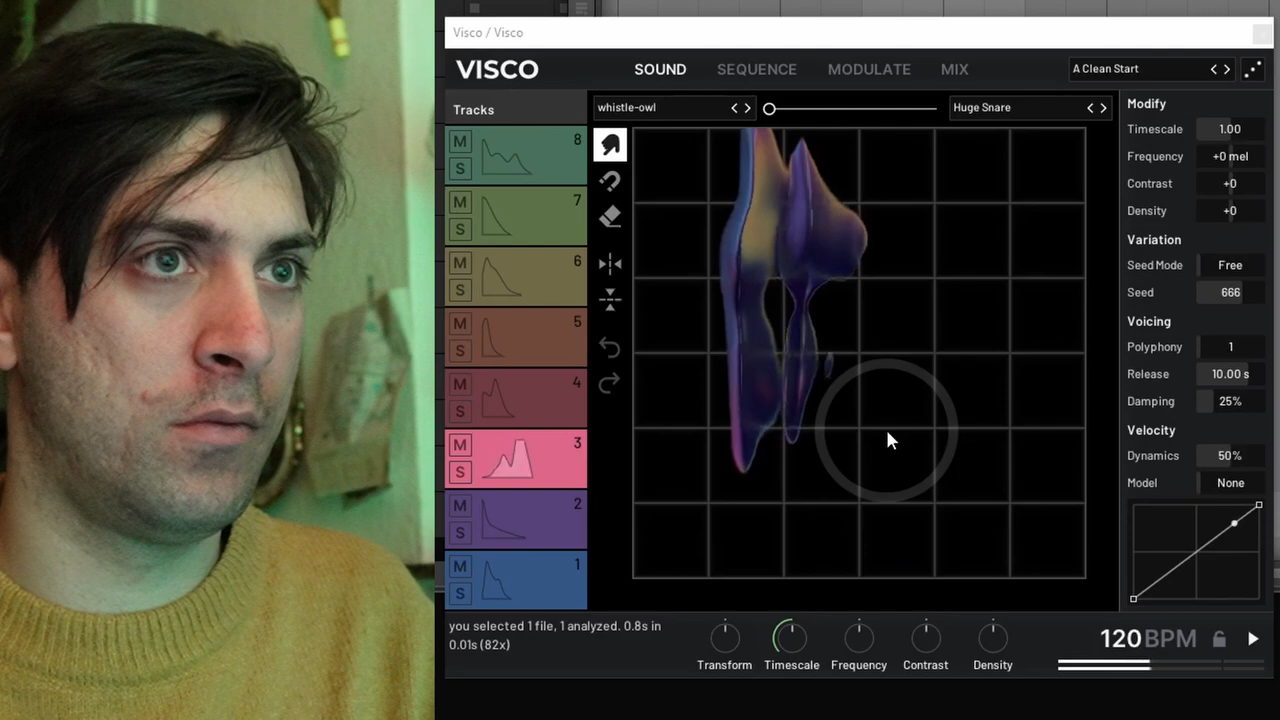 Visco / Visco
VISCO SOUND SEQUENCE MODULATE MIX A Clean Start
Tracks
whistle-owl
Huge Snare
M 8
S
M 7
S
M 6
S
M 5
S
M 4
S
M 3
S
M 2
S
M 1
S
Modify
Timescale 1.00
Frequency +0 mel
Contrast +0
Density +0
Variation
Seed Mode Free
Seed 666
Voicing
Polyphony 1
Release 10.00 s
Damping 25%
Velocity
Dynamics 50%
Model None
you selected 1 file, 1 analyzed. 0.8s in
0.01s (82x)
Transform Timescale Frequency Contrast Density
120 BPM